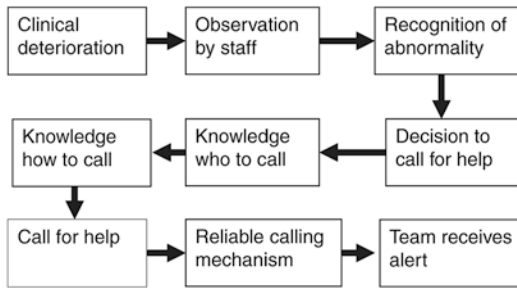 Clinical
deterioration
Observation
by staff
Recognition of
abnormality
Decision to
call for help
Knowledge
who to call
Knowledge
how to call
Call for help
Reliable calling
mechanism
Team receives
alert